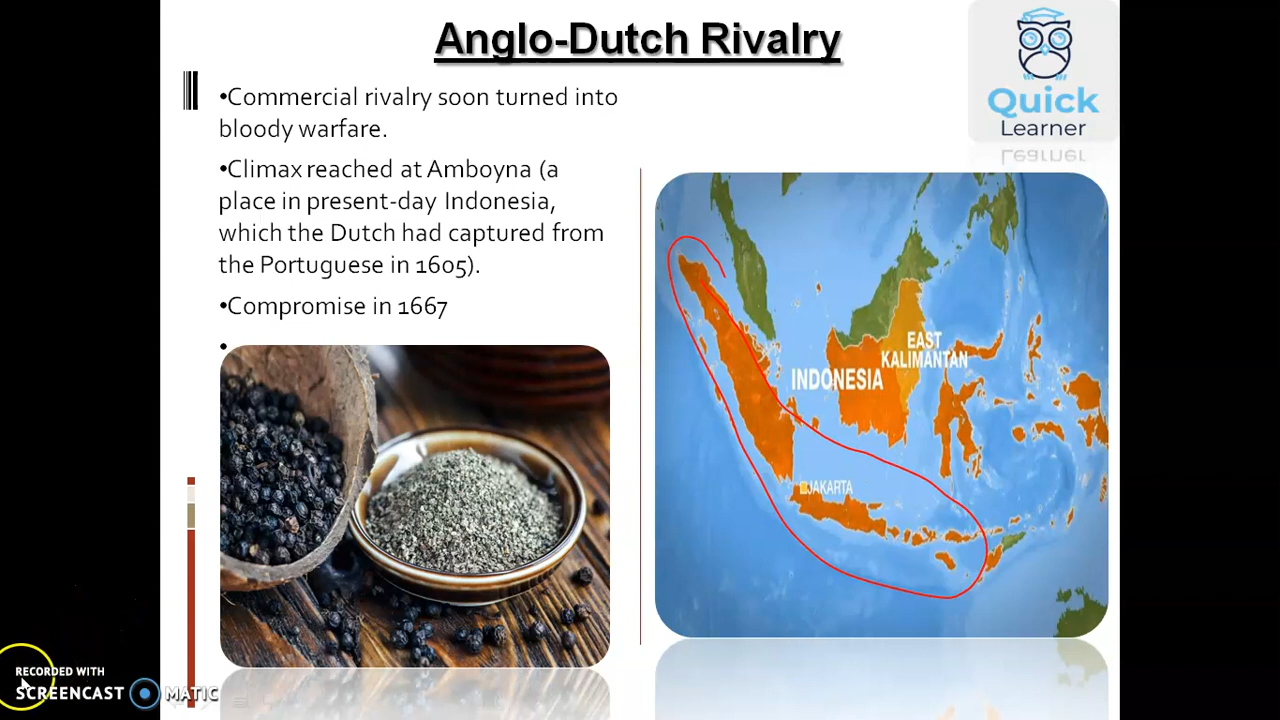 Anglo-Dutch Rivalry
•Commercial rivalry soon turned into
bloody warfare.
•Climax reached at Amboyna (a
place in present-day Indonesia,
which the Dutch had captured from
the Portuguese in 1605).
•Compromise in 1667
•
Quick
Learner
EAST
KALIMANTAN
INDONESIA
JAKARTA
RECORDED WITH
SCREENCAST MATIC